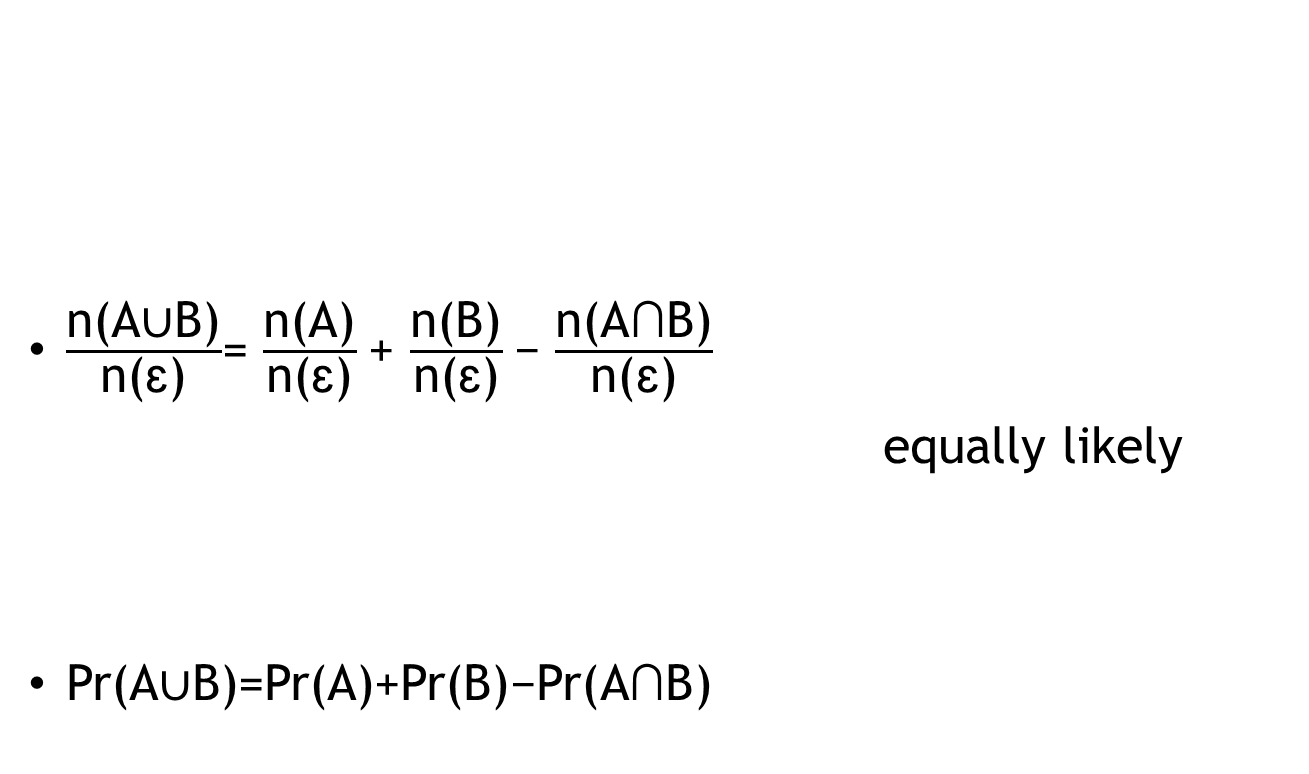 • n(A∪B)/n(ε) = n(A)/n(ε) + n(B)/n(ε) − n(A∩B)/n(ε)
equally likely
• Pr(A∪B)=Pr(A)+Pr(B)−Pr(A∩B)